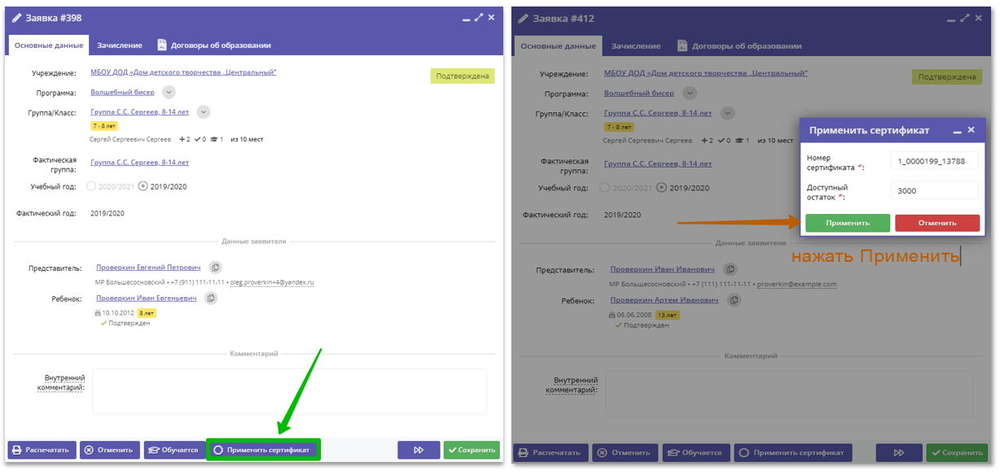 Заявка #398
Основные данные Зачисление Договоры об образовании
Учреждение: МБОУ ДОД «Дом детского творчества „Центральный"
Подтверждена
Программа: Волшебный бисер
Группа/Класс: Группа С.С. Сергеев, 8-14 лет
7 - 8 лет
Сергей Сергеевич Сергеев +2 ✓0 1 из 10 мест
Фактическая группа: Группа С.С. Сергеев, 8-14 лет
Учебный год: 2020/2021 2019/2020
Фактический год: 2019/2020
Данные заявителя
Представитель: Проверкин Евгений Петрович
МР Большесосновский • +7 (911) 111-11-11 • oleg.proverkin+4@yandex.ru
Ребенок: Проверкин Иван Евгеньевич
10.10.2012 8 лет
Подтвержден
Комментарий
Внутренний
комментарий:
Распечатать Отменить Обучается Применить сертификат Сохранить
Заявка #412
Основные данные Зачисление Договоры об образовании
Учреждение: МБОУ ДОД «Дом детского творчества „Центральный"
Подтверждена
Программа: Волшебный бисер
Группа/Класс: Группа С.С. Сергеев, 8-14 лет
7 - 8 лет
Сергей Сергеевич Сергеев +2 ✓0 1 из 10 мест
Фактическая группа: Группа С.С. Сергеев, 8-14 лет
Учебный год: 2020/2021 2019/2020
Фактический год: 2019/2020
Данные заявителя
Представитель: Проверкин Иван Иванович
МР Большесосновский • +7 (111) 111-11-11 • proverkin@example.com
Ребенок: Проверкин Артем Иванович
06.06.2008 13 лет
Подтвержден
Комментарий
Внутренний
комментарий:
Распечатать Отменить Обучается Применить сертификат Сохранить
Применить сертификат
Номер
сертификата *: 1_0000199_13788
Доступный
остаток *: 3000
Применить Отменить
нажать Применить